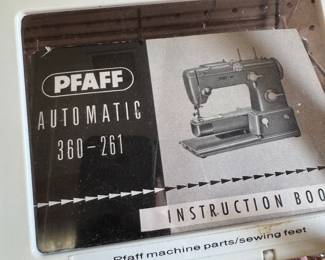 PFAFF
AUTOMATIC
360-261
INSTRUCTION BOO
Pfaff machine parts/sewing feet